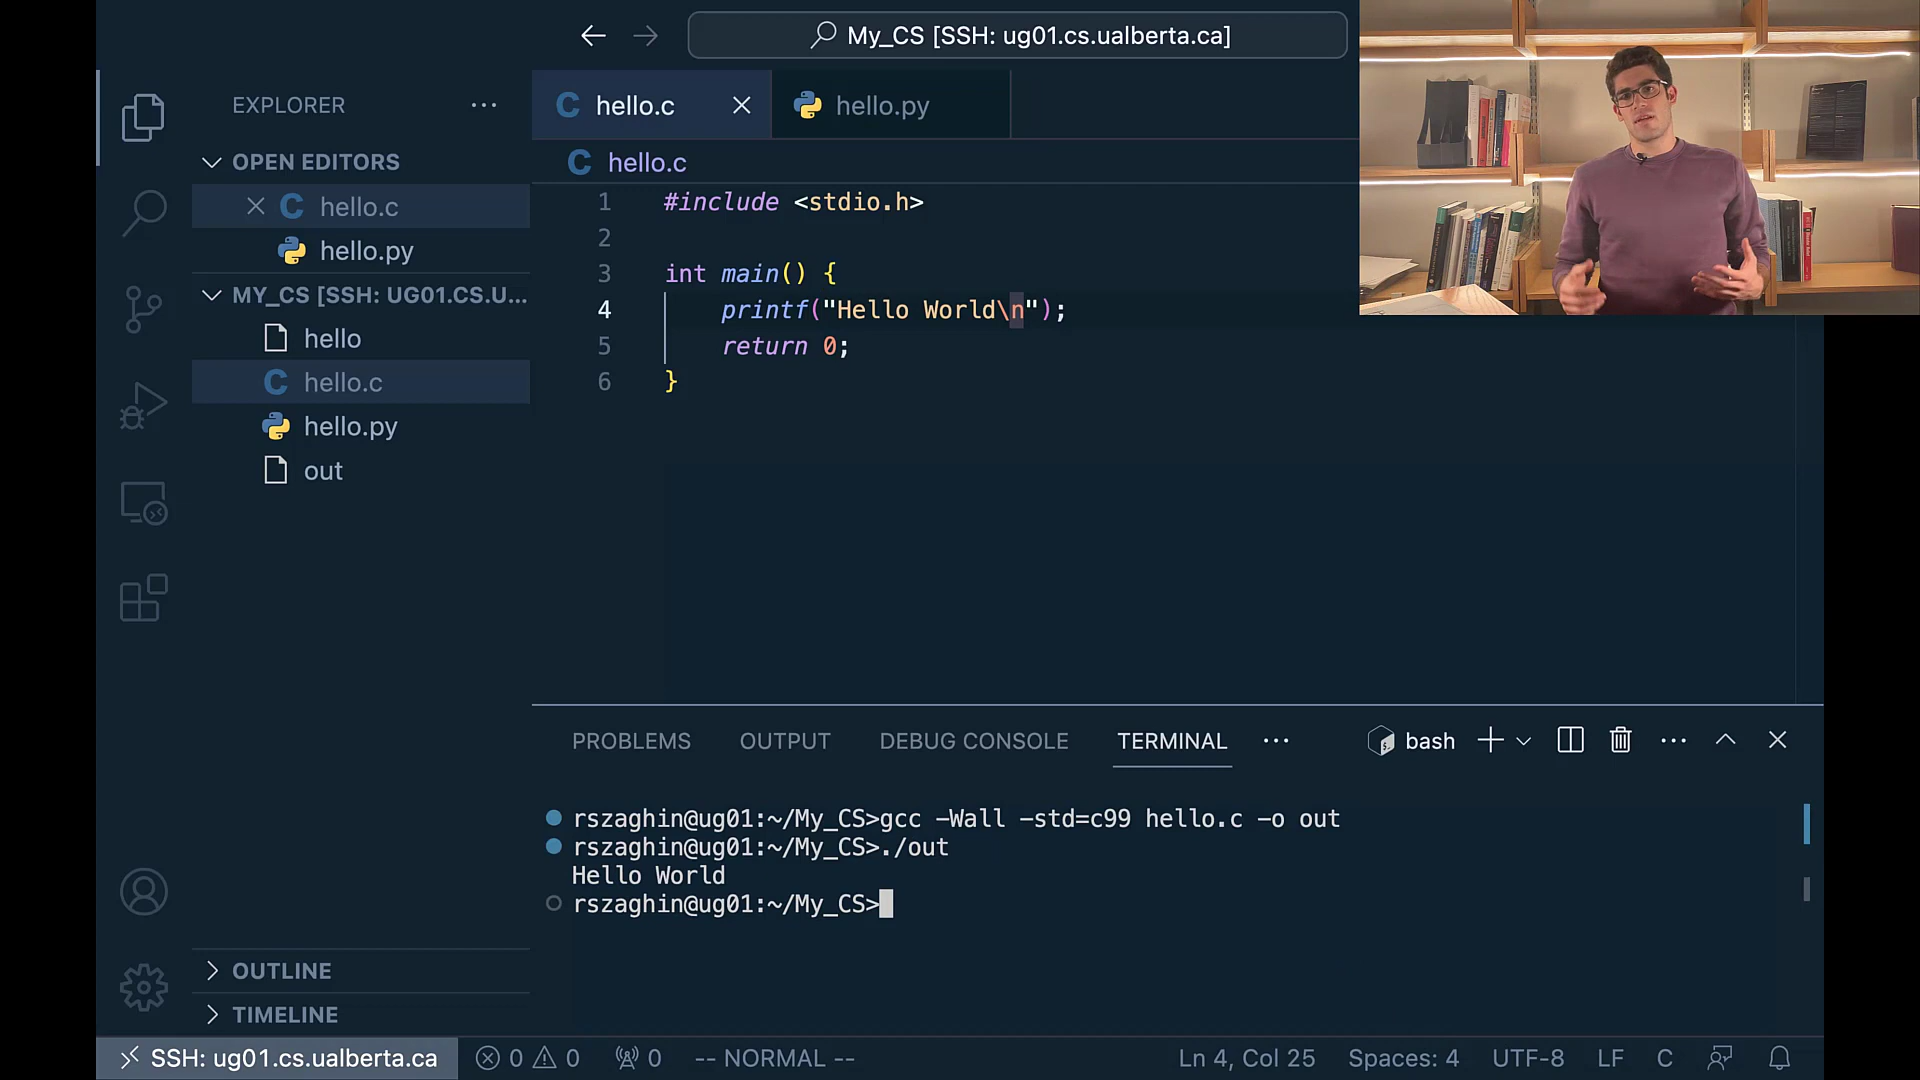 My_CS [SSH: ug01.cs.ualberta.ca]
EXPLORER
hello.c
hello.py
OPEN EDITORS
hello.c
hello.py
MY_CS [SSH: UG01.CS.U...
hello
hello.c
hello.py
out
hello.c
1 #include <stdio.h>
2
3 int main() {
4 printf("Hello World\n");
5 return 0;
6 }
PROBLEMS OUTPUT DEBUG CONSOLE TERMINAL
bash
rszaghin@ug01:~/My_CS>gcc -Wall -std=c99 hello.c -o out
rszaghin@ug01:~/My_CS>./out
Hello World
rszaghin@ug01:~/My_CS>
OUTLINE
TIMELINE
SSH: ug01.cs.ualberta.ca 0 0 0 -- NORMAL -- Ln 4, Col 25 Spaces: 4 UTF-8 LF C